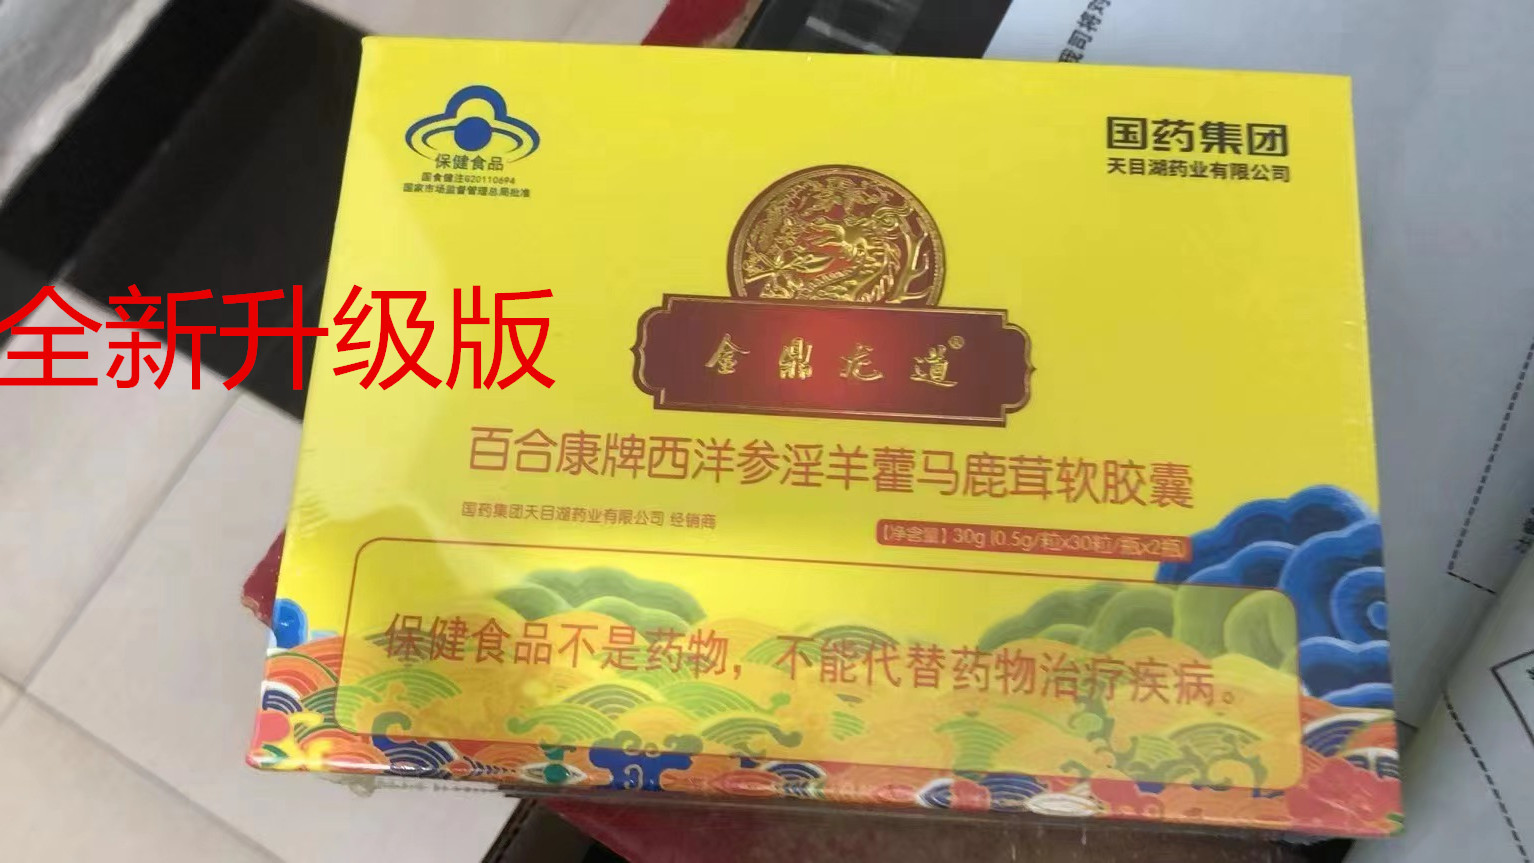 保健食品
国食健注G20110694
国家市场监督管理总局批准
国药集团
天目湖药业有限公司
我司将对
全新升级版
金鼎龙道®
百合康牌西洋参淫羊藿马鹿茸软胶囊
国药集团天目湖药业有限公司 经销商
【净含量】30g (0.5g/粒x30粒/瓶x2瓶)
保健食品不是药物，不能代替药物治疗疾病。